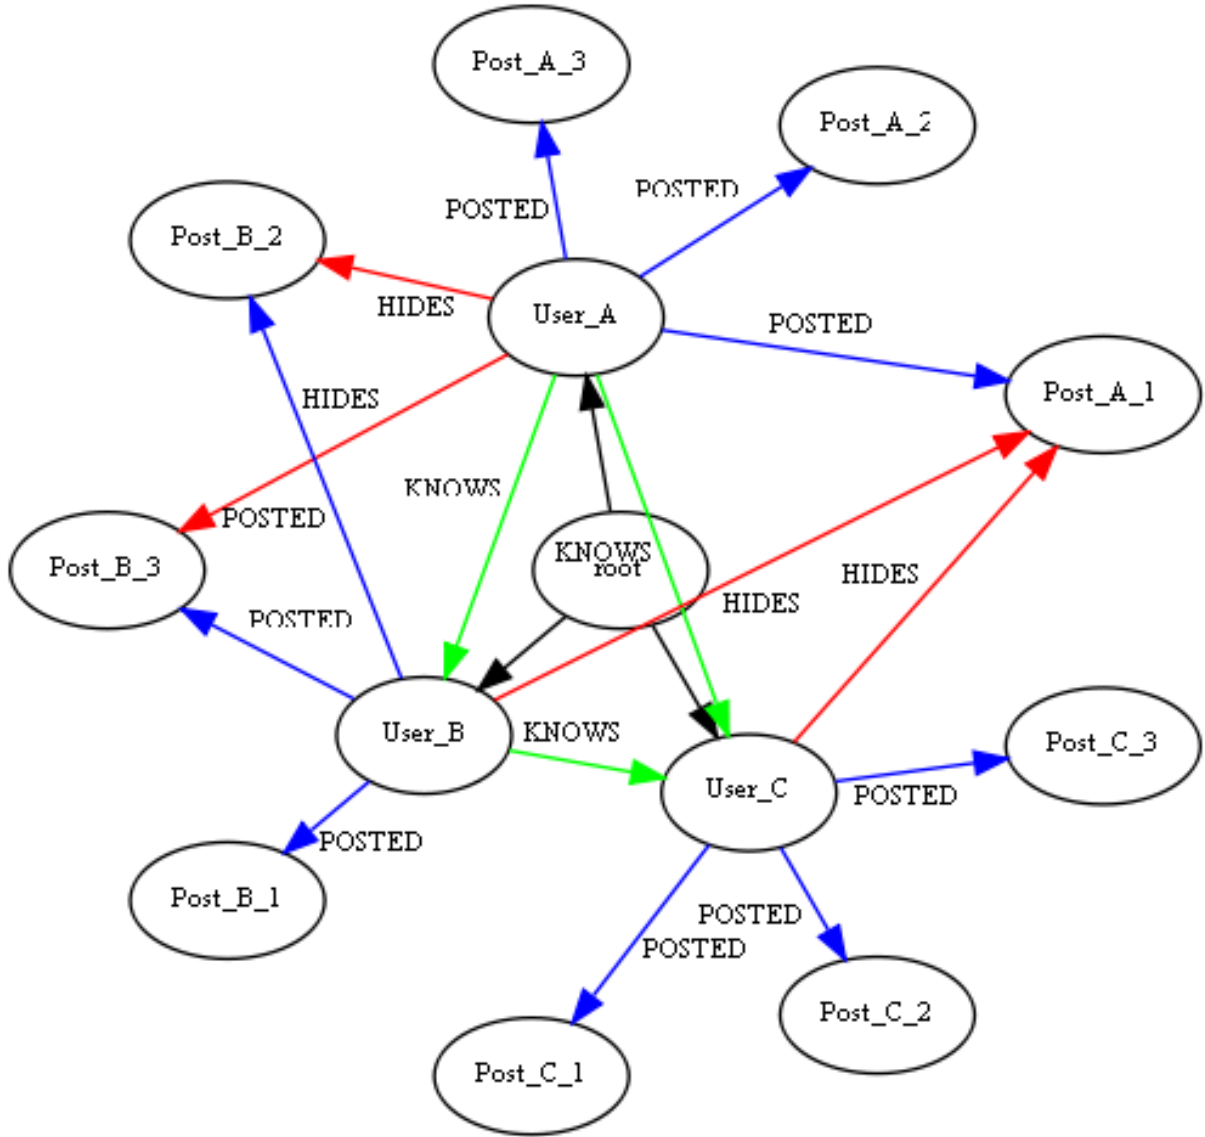 Post_A_3
Post_A_2
POSTED
POSTED
Post_B_2
HIDES
User_A
POSTED
Post_A_1
HIDES
KNOWS
POSTED
KNOWS
root
Post_B_3
HIDES
HIDES
POSTED
User_B
KNOWS
Post_C_3
User_C
POSTED
POSTED
Post_B_1
POSTED
POSTED
Post_C_2
Post_C_1